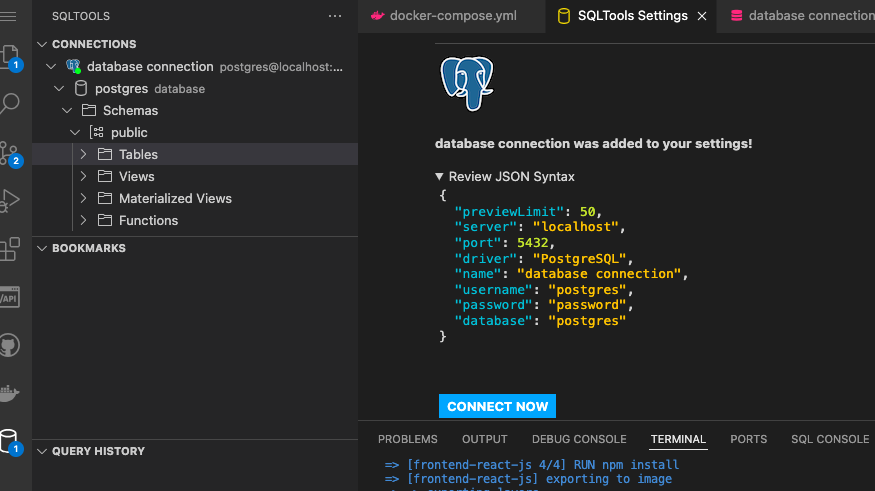 SQLTOOLS
CONNECTIONS
database connection postgres@localhost:...
postgres database
Schemas
public
Tables
Views
Materialized Views
Functions
BOOKMARKS
QUERY HISTORY
1
2
/API
1
docker-compose.yml
SQLTools Settings
database connection
database connection was added to your settings!
Review JSON Syntax
{
"previewLimit": 50,
"server": "localhost",
"port": 5432,
"driver": "PostgreSQL",
"name": "database connection",
"username": "postgres",
"password": "password",
"database": "postgres"
}
CONNECT NOW
PROBLEMS OUTPUT DEBUG CONSOLE TERMINAL PORTS SQL CONSOLE
=> [frontend-react-js 4/4] RUN npm install
=> [frontend-react-js] exporting to image